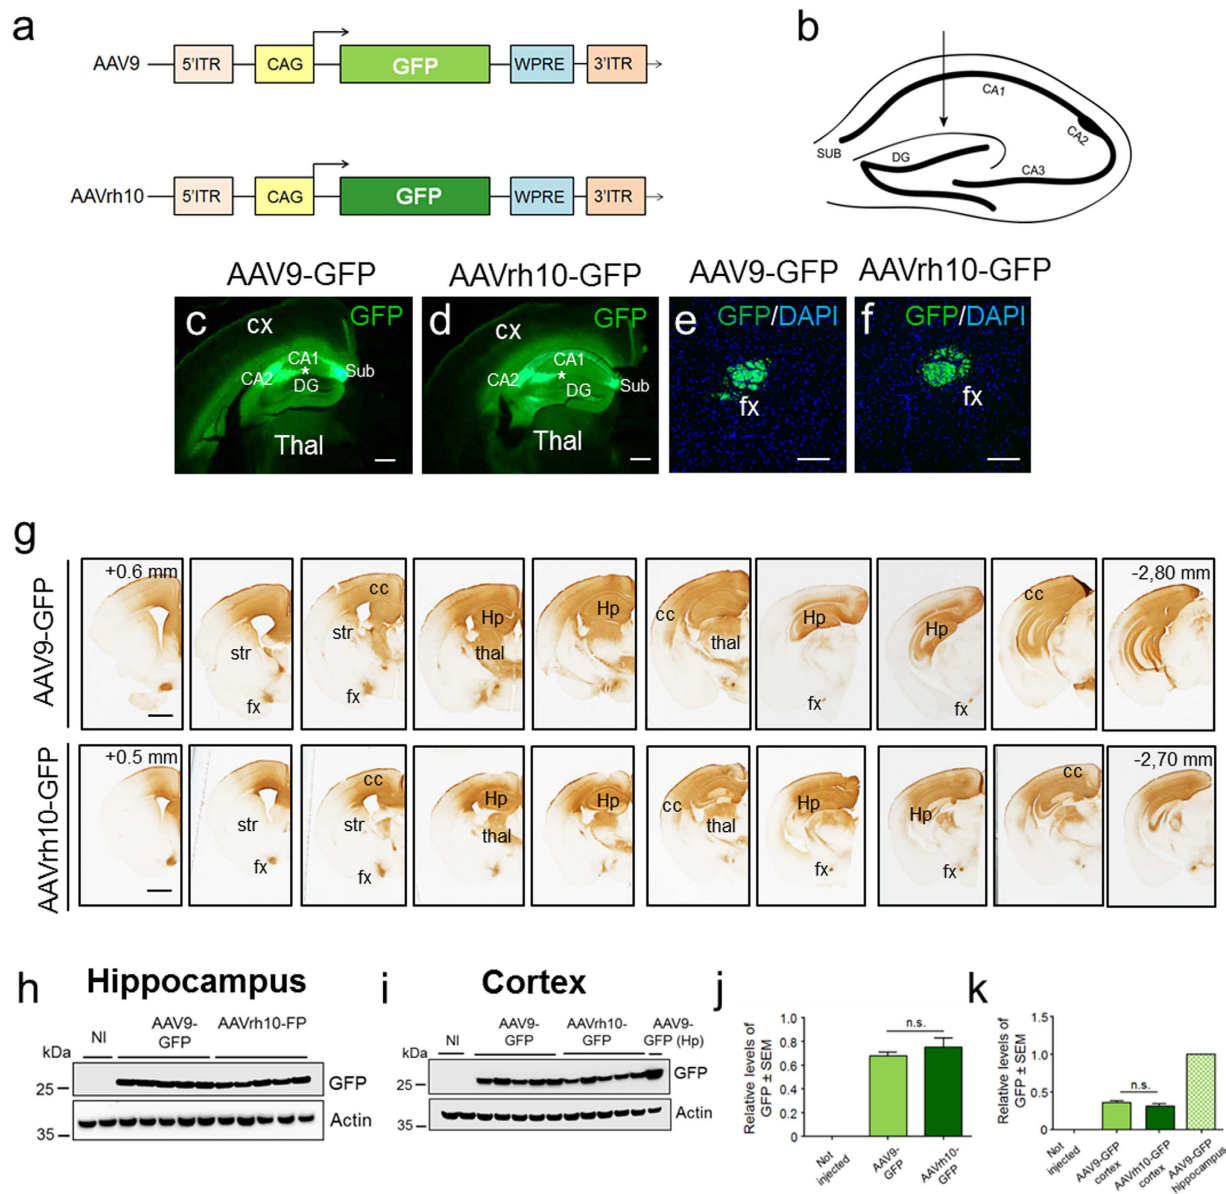 a
AAV9
5'ITR
CAG
GFP
WPRE
3'ITR
AAVrh10
5'ITR
CAG
GFP
WPRE
3'ITR
b
CA1
CA2
SUB
DG
CA3
AAV9-GFP
AAVrh10-GFP
AAV9-GFP
AAVrh10-GFP
c
GFP
cx
CA1
CA2
*
Sub
DG
Thal
d
GFP
cx
CA1
CA2
*
Sub
DG
Thal
e
GFP/DAPI
fx
f
GFP/DAPI
fx
g
AAV9-GFP
+0.6 mm
str
fx
cc
str
fx
Hp
thal
Hp
cc
thal
Hp
fx
Hp
fx
cc
-2,80 mm
AAVrh10-GFP
+0.5 mm
str
fx
cc
str
fx
Hp
thal
Hp
cc
thal
Hp
fx
Hp
fx
cc
-2,70 mm
h
Hippocampus
NI
AAV9-
GFP
AAVrh10-FP
kDa
25
GFP
35
Actin
i
Cortex
NI
AAV9-
GFP
AAVrh10-
GFP
AAV9-
GFP (Hp)
kDa
25
GFP
35
Actin
j
Relative levels of
GFP ± SEM
1.0
0.8
0.6
0.4
0.2
0
n.s.
Not
injected
AAV9-
GFP
AAVrh10-
GFP
k
Relative levels of
GFP ± SEM
1.5
1.0
0.5
0
n.s.
Not
injected
AAV9-GFP
cortex
AAVrh10-GFP
cortex
AAV9-GFP
hippocampus